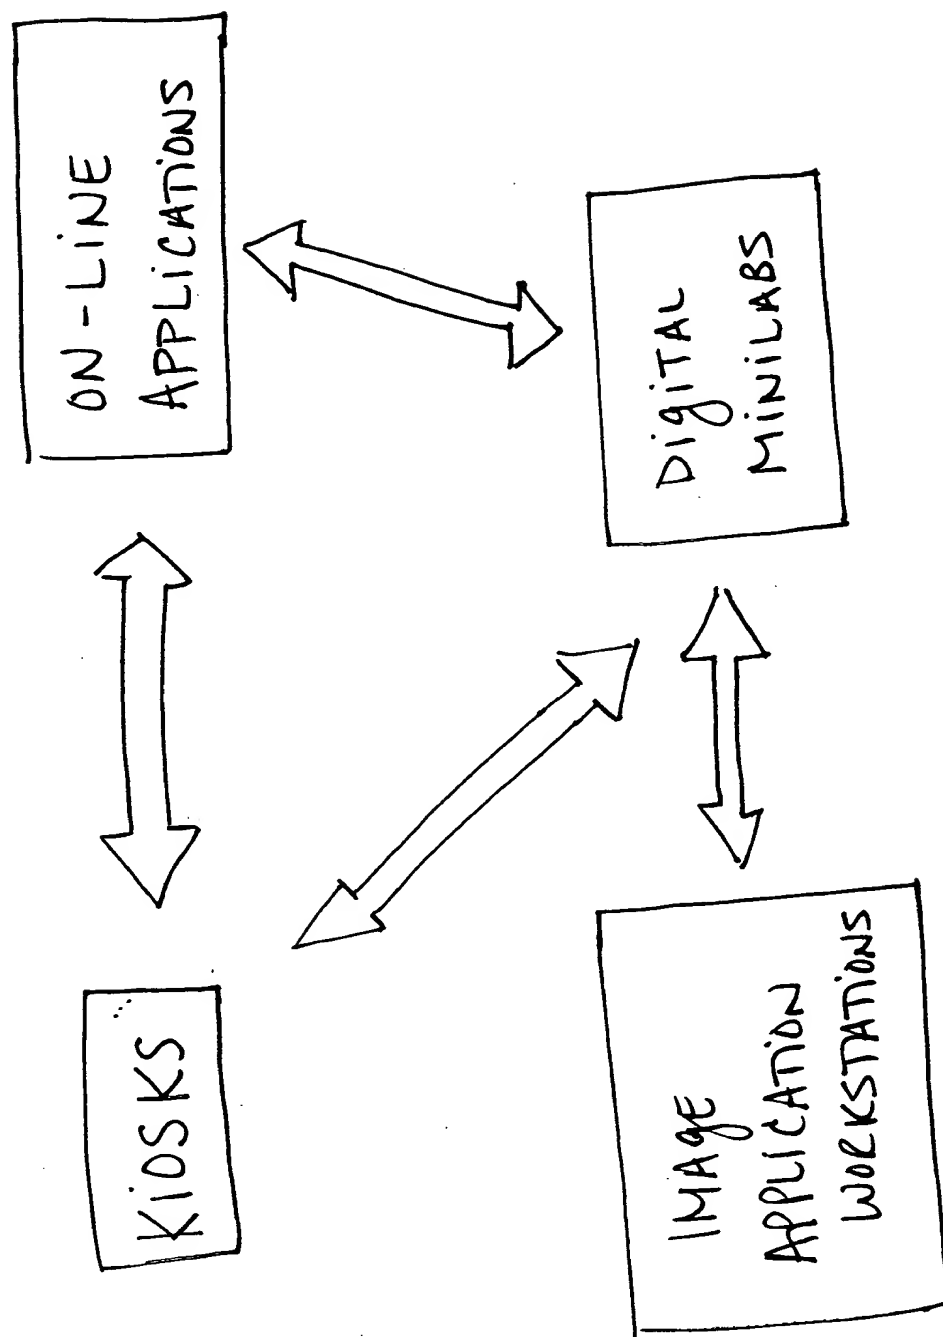 KiOSKS
ON-LiNE
APPLiCATiONS
IMAgE
APPLiCATiON
WORKSTATiONS
DigiTAL
MiNiLABS